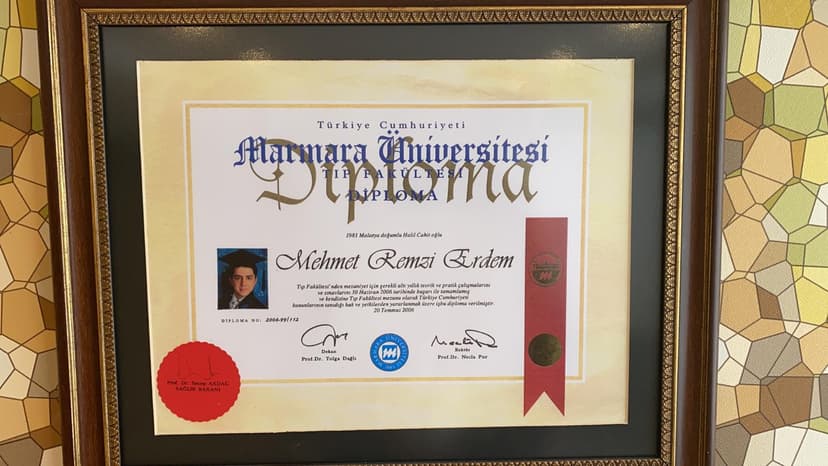 Türkiye Cumhuriyeti
Marmara Üniversitesi
Diploma
TIP FAKÜLTESİ
DİPLOMA
1981 Malatya doğumlu Halil Cahit oğlu
Mehmet Remzi Erdem
Tıp Fakültesi'nden mezuniyet için gerekli altı yıllık teorik ve pratik çalışmalarını
ve sınavlarını 30 Haziran 2006 tarihinde başarı ile tamamlamış
ve kendisine Tıp Fakültesi mezunu olarak Türkiye Cumhuriyeti
kanunlarının tanıdığı hak ve yetkilerden yararlanmak üzere işbu diploma verilmiştir.
20 Temmuz 2006
DİPLOMA NO: 2006-99/112
Dekan
Prof.Dr. Tolga Dağlı
Rektör
Prof.Dr. Necla Pur
MARMARA ÜNİVERSİTESİ
Prof. Dr. Recep AKDAĞ
SAĞLIK BAKANI